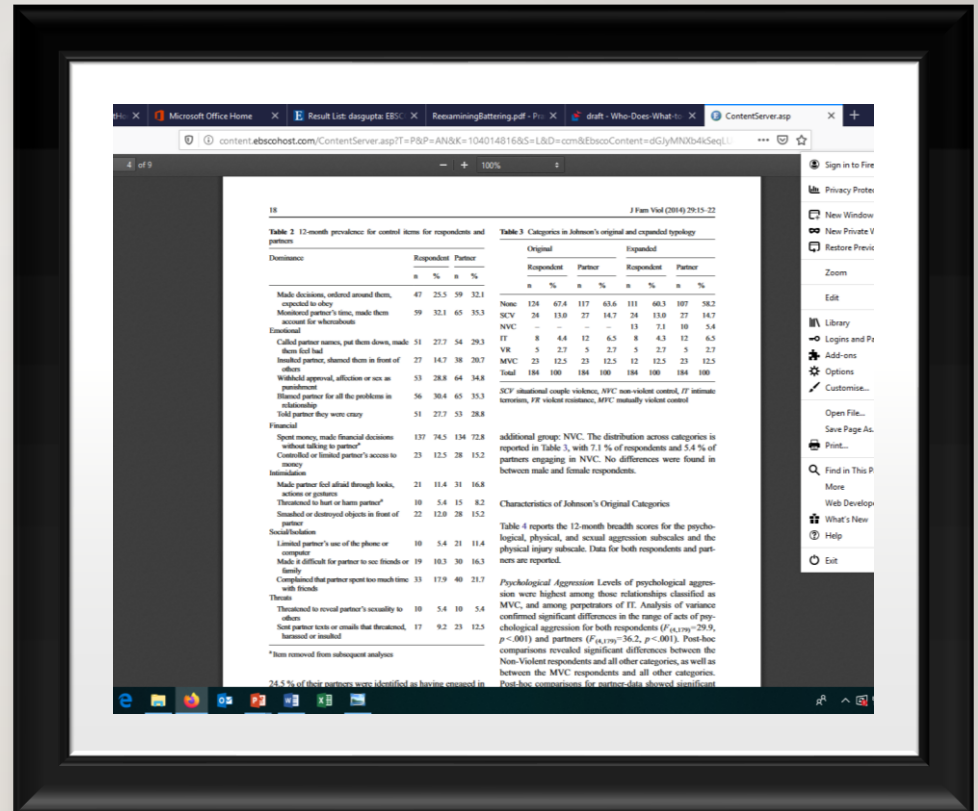 Microsoft Office Home
Result List: dasgupta: EBSC
ReexaminingBattering.pdf - Pro
draft - Who-Does-What-to-
ContentServer.asp
content.ebscohost.com/ContentServer.asp?T=P&P=AN&K=104014816&S=L&D=ccm&EbscoContent=dGJyMNXb4kSeqL
4 of 9
100%
18
J Fam Viol (2014) 29:15–22
Table 2 12-month prevalence for control items for respondents and
partners
Dominance Respondent Partner
n % n %
Made decisions, ordered around them, 47 25.5 59 32.1
expected to obey
Monitored partner's time, made them 59 32.1 65 35.3
account for whereabouts
Emotional
Called partner names, put them down, made 51 27.7 54 29.3
them feel bad
Insulted partner, shamed them in front of 27 14.7 38 20.7
others
Withheld approval, affection or sex as 53 28.8 64 34.8
punishment
Blamed partner for all the problems in 56 30.4 65 35.3
relationship
Told partner they were crazy 51 27.7 53 28.8
Financial
Spent money, made financial decisions 137 74.5 134 72.8
without talking to partner^a
Controlled or limited partner's access to 23 12.5 28 15.2
money
Intimidation
Made partner feel afraid through looks, 21 11.4 31 16.8
actions or gestures
Threatened to hurt or harm partner^a 10 5.4 15 8.2
Smashed or destroyed objects in front of 22 12.0 28 15.2
partner
Social/Isolation
Limited partner's use of the phone or 10 5.4 21 11.4
computer
Made it difficult for partner to see friends or 19 10.3 30 16.3
family
Complained that partner spent too much time 33 17.9 40 21.7
with friends
Threats
Threatened to reveal partner's sexuality to 10 5.4 10 5.4
others
Sent partner texts or emails that threatened, 17 9.2 23 12.5
harassed or insulted
^a Item removed from subsequent analyses
24.5 % of their partners were identified as having engaged in
Table 3 Categories in Johnson's original and expanded typology
Original Expanded
Respondent Partner Respondent Partner
n % n % n % n %
None 124 67.4 117 63.6 111 60.3 107 58.2
SCV 24 13.0 27 14.7 24 13.0 27 14.7
NVC – – – – 13 7.1 10 5.4
IT 8 4.4 12 6.5 8 4.3 12 6.5
VR 5 2.7 5 2.7 5 2.7 5 2.7
MVC 23 12.5 23 12.5 12 12.5 23 12.5
Total 184 100 184 100 184 100 184 100
SCV situational couple violence, NVC non-violent control, IT intimate
terrorism, VR violent resistance, MVC mutually violent control
additional group: NVC. The distribution across categories is
reported in Table 3, with 7.1 % of respondents and 5.4 % of
partners engaging in NVC. No differences were found in
between male and female respondents.
Characteristics of Johnson's Original Categories
Table 4 reports the 12-month breadth scores for the psycho-
logical, physical, and sexual aggression subscales and the
physical injury subscale. Data for both respondents and part-
ners are reported.
Psychological Aggression Levels of psychological aggres-
sion were highest among those relationships classified as
MVC, and among perpetrators of IT. Analysis of variance
confirmed significant differences in the range of acts of psy-
chological aggression for both respondents (F(4,179)=29.9,
p<.001) and partners (F(4,179)=36.2, p<.001). Post-hoc
comparisons revealed significant differences between the
Non-Violent respondents and all other categories, as well as
between the MVC respondents and all other categories.
Post-hoc comparisons for partner-data showed significant
Sign in to Fire
Privacy Protec
New Window
New Private W
Restore Previo
Zoom
Edit
Library
Logins and Pa
Add-ons
Options
Customise...
Open File...
Save Page As.
Print...
Find in This P
More
Web Develope
What's New
Help
Exit